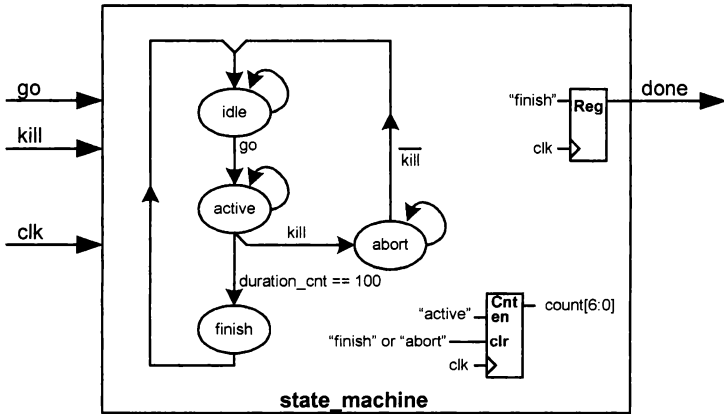 go
kill
clk
idle
go
active
kill
abort
kill
duration_cnt == 100
finish
"finish"
Reg
done
clk
Cnt
count[6:0]
"active"
en
"finish" or "abort"
clr
clk
state_machine